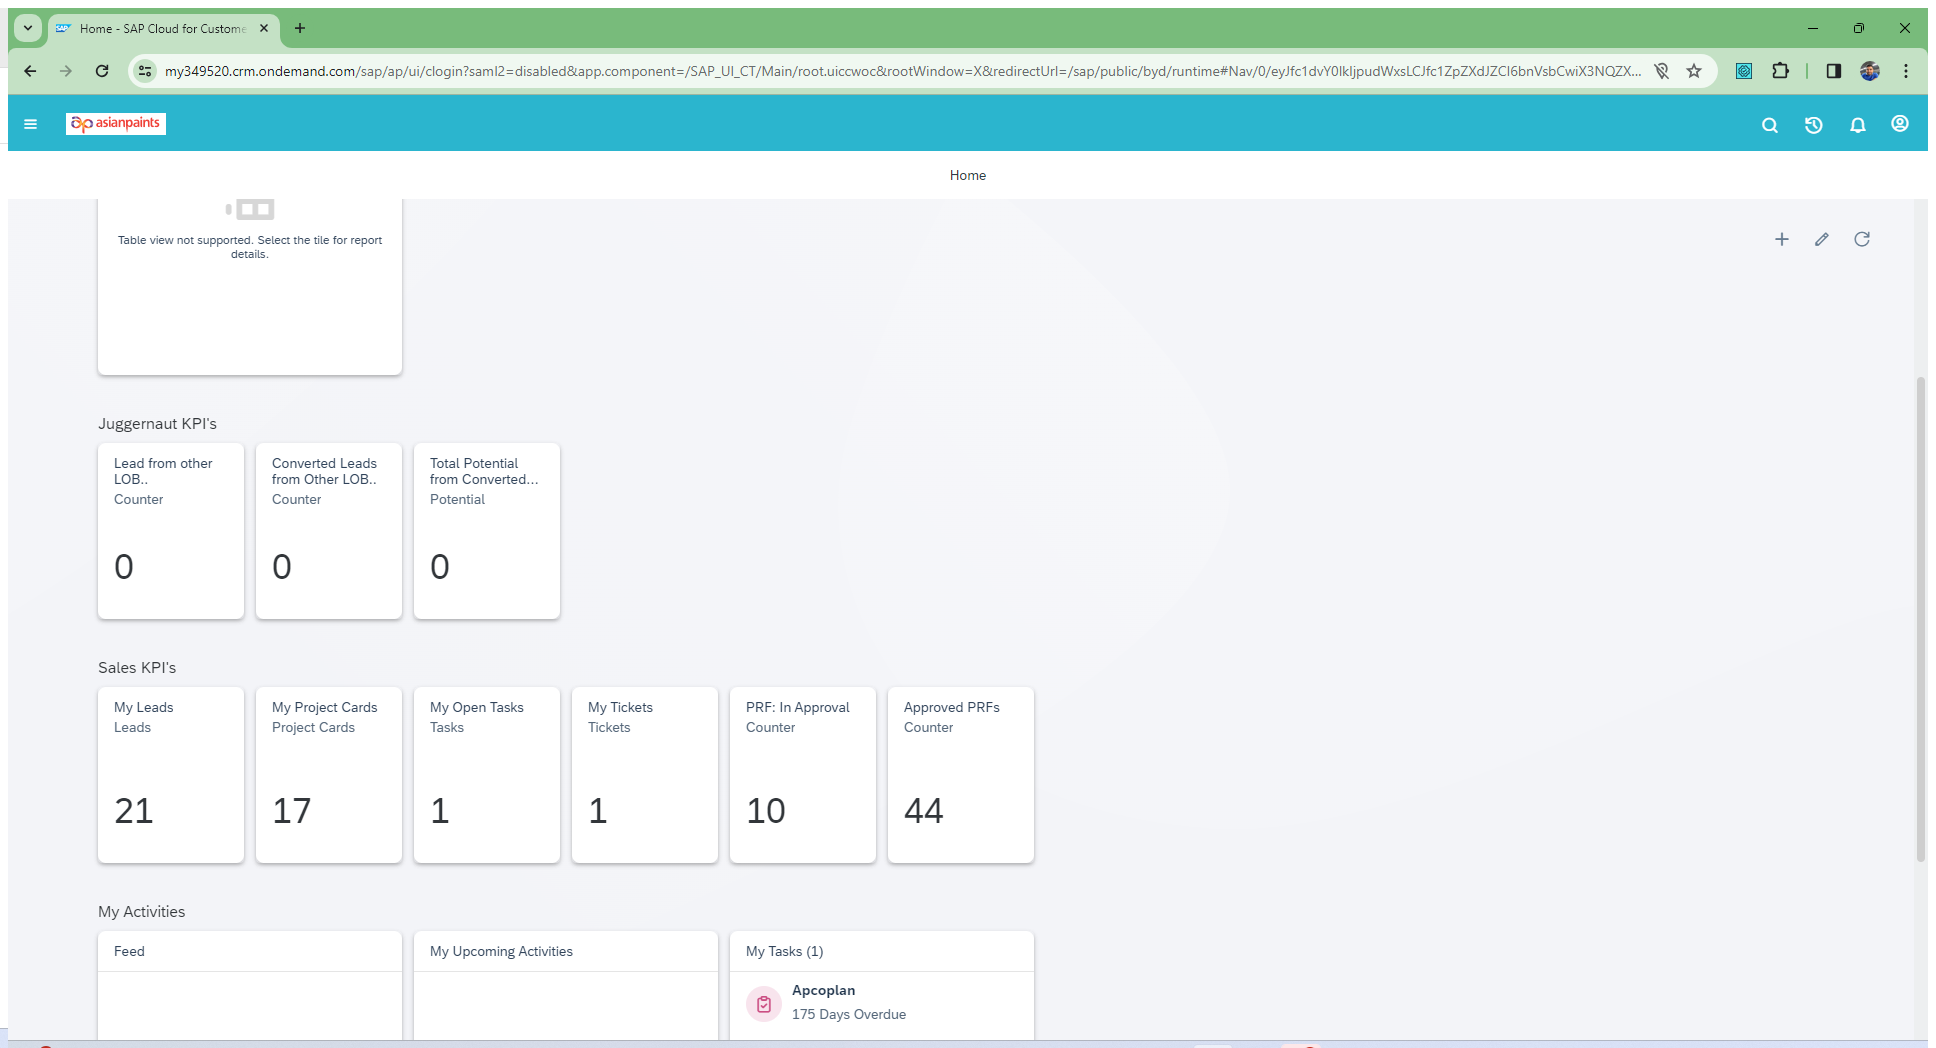 Home - SAP Cloud for Custome
my349520.crm.ondemand.com/sap/ap/ui/clogin?saml2=disabled&app.component=/SAP_UI_CT/Main/root.uiccwoc&rootWindow=X&redirectUrl=/sap/public/byd/runtime#Nav/0/eyJfc1dvY0lkIjpudWxsLCJfc1ZpZXdJZCI6bnVsbCwiX3NQZX...
ap asianpaints
Home
Table view not supported. Select the tile for report
details.
Juggernaut KPI's
Lead from other
LOB..
Counter
0
Converted Leads
from Other LOB..
Counter
0
Total Potential
from Converted...
Potential
0
Sales KPI's
My Leads
Leads
21
My Project Cards
Project Cards
17
My Open Tasks
Tasks
1
My Tickets
Tickets
1
PRF: In Approval
Counter
10
Approved PRFs
Counter
44
My Activities
Feed
My Upcoming Activities
My Tasks (1)
Apcoplan
175 Days Overdue